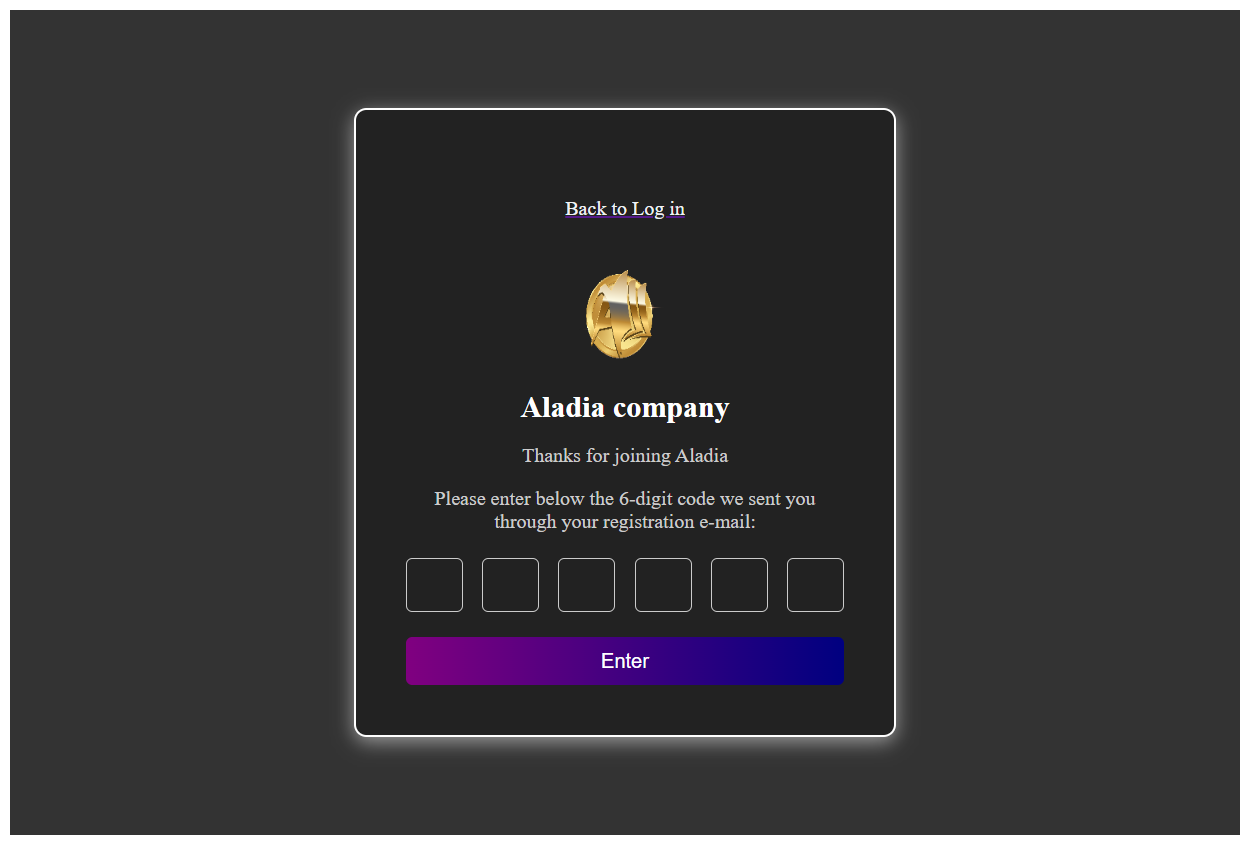 Back to Log in
Aladia company
Thanks for joining Aladia
Please enter below the 6-digit code we sent you
through your registration e-mail:
Enter